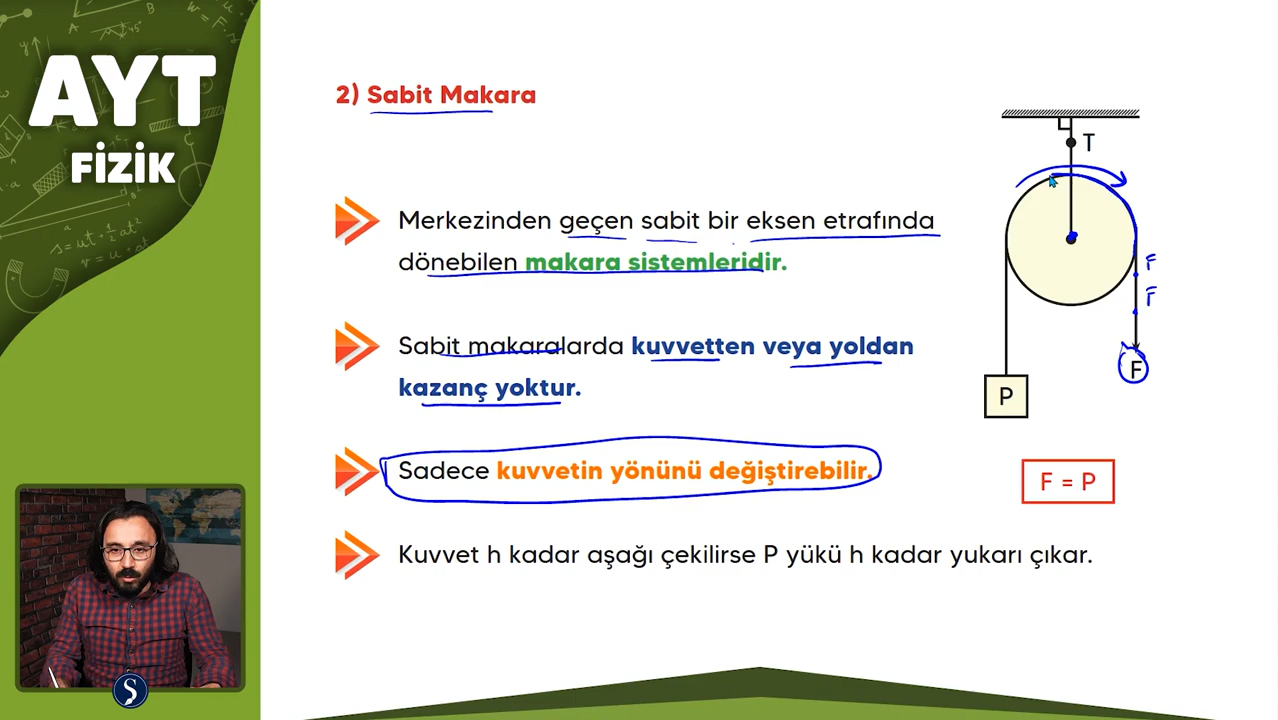 AYT
FİZİK
2) Sabit Makara
Merkezinden geçen sabit bir eksen etrafında
dönebilen makara sistemleridir.
Sabit makaralarda kuvvetten veya yoldan
kazanç yoktur.
Sadece kuvvetin yönünü değiştirebilir.
Kuvvet h kadar aşağı çekilirse P yükü h kadar yukarı çıkar.
T
F
F
F
P
F = P
S